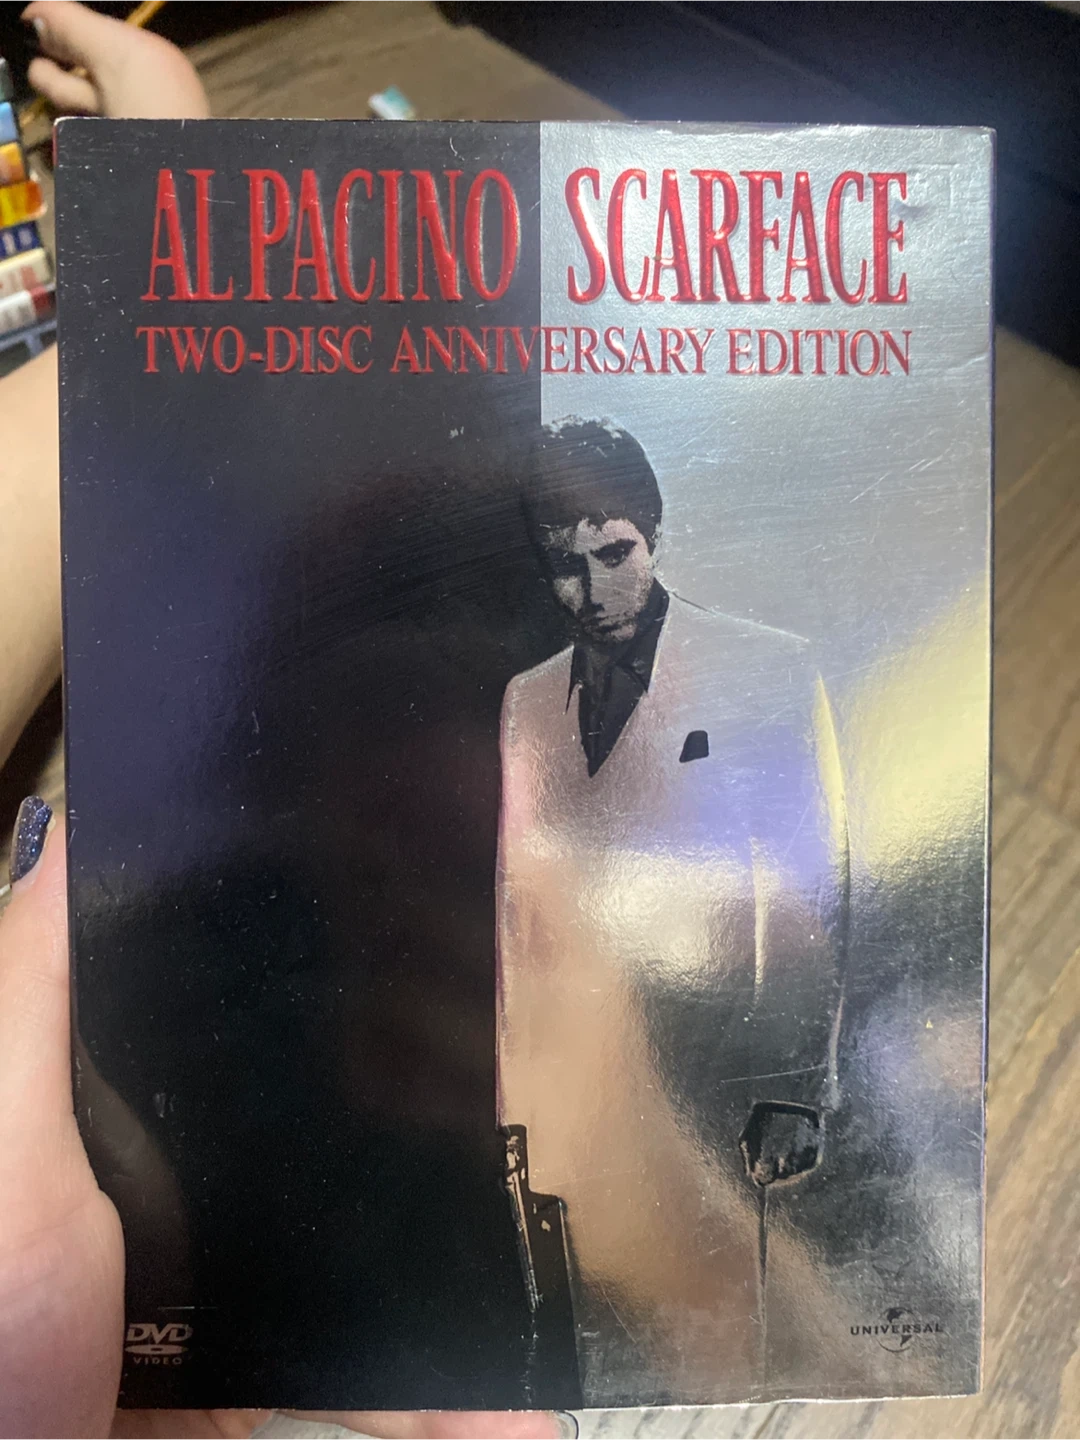 AL PACINO SCARFACE
TWO-DISC ANNIVERSARY EDITION
DVD
VIDEO
UNIVERSAL